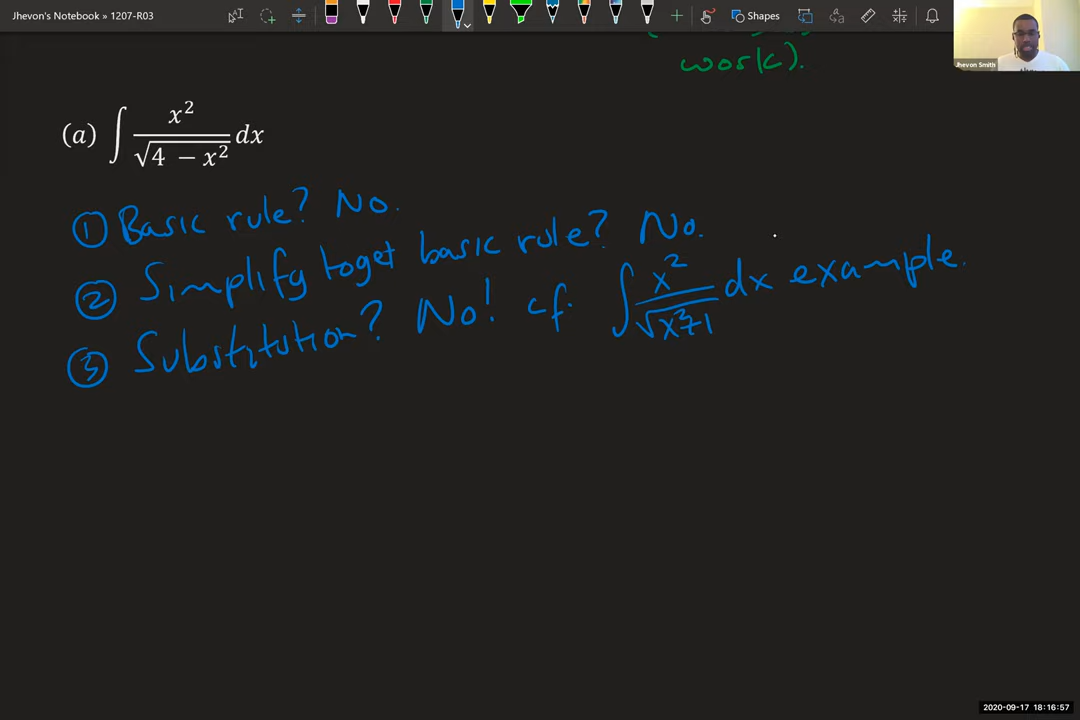 Jhevon's Notebook » 1207-R03
Shapes
Jhevon Smith
work).
(a) ∫ x²/√(4 − x²) dx
① Basic rule? No.
② Simplify to get basic rule? No.
③ Substitution? No! cf. ∫ x²/√(x²+1) dx example.
2020-09-17 18:16:57